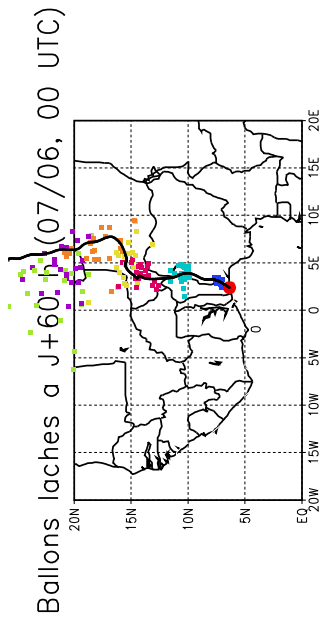 Ballons laches a J+60h (07/06, 00 UTC)
20N
15N
10N
5N
EQ
20W
15W
10W
5W
0
5E
10E
15E
20E
0